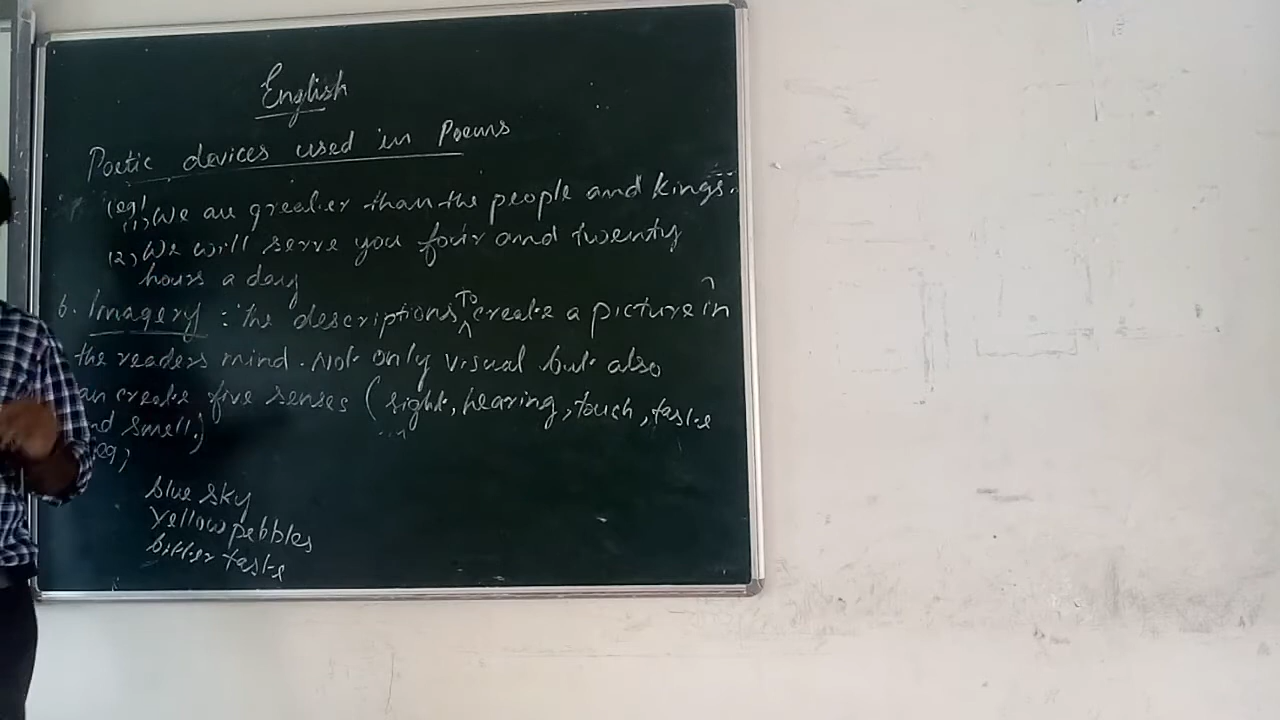 English
Poetic devices used in Poems
(eg)
(1) We are greater than the people and kings.
(2) We will serve you four and twenty
hours a day
6. Imagery : The descriptions To create a picture in
the readers mind. Not only visual but also
an create five senses (sight, hearing, touch, taste
nd smell.)
(eg)
blue sky
Yellow pebbles
bitter taste